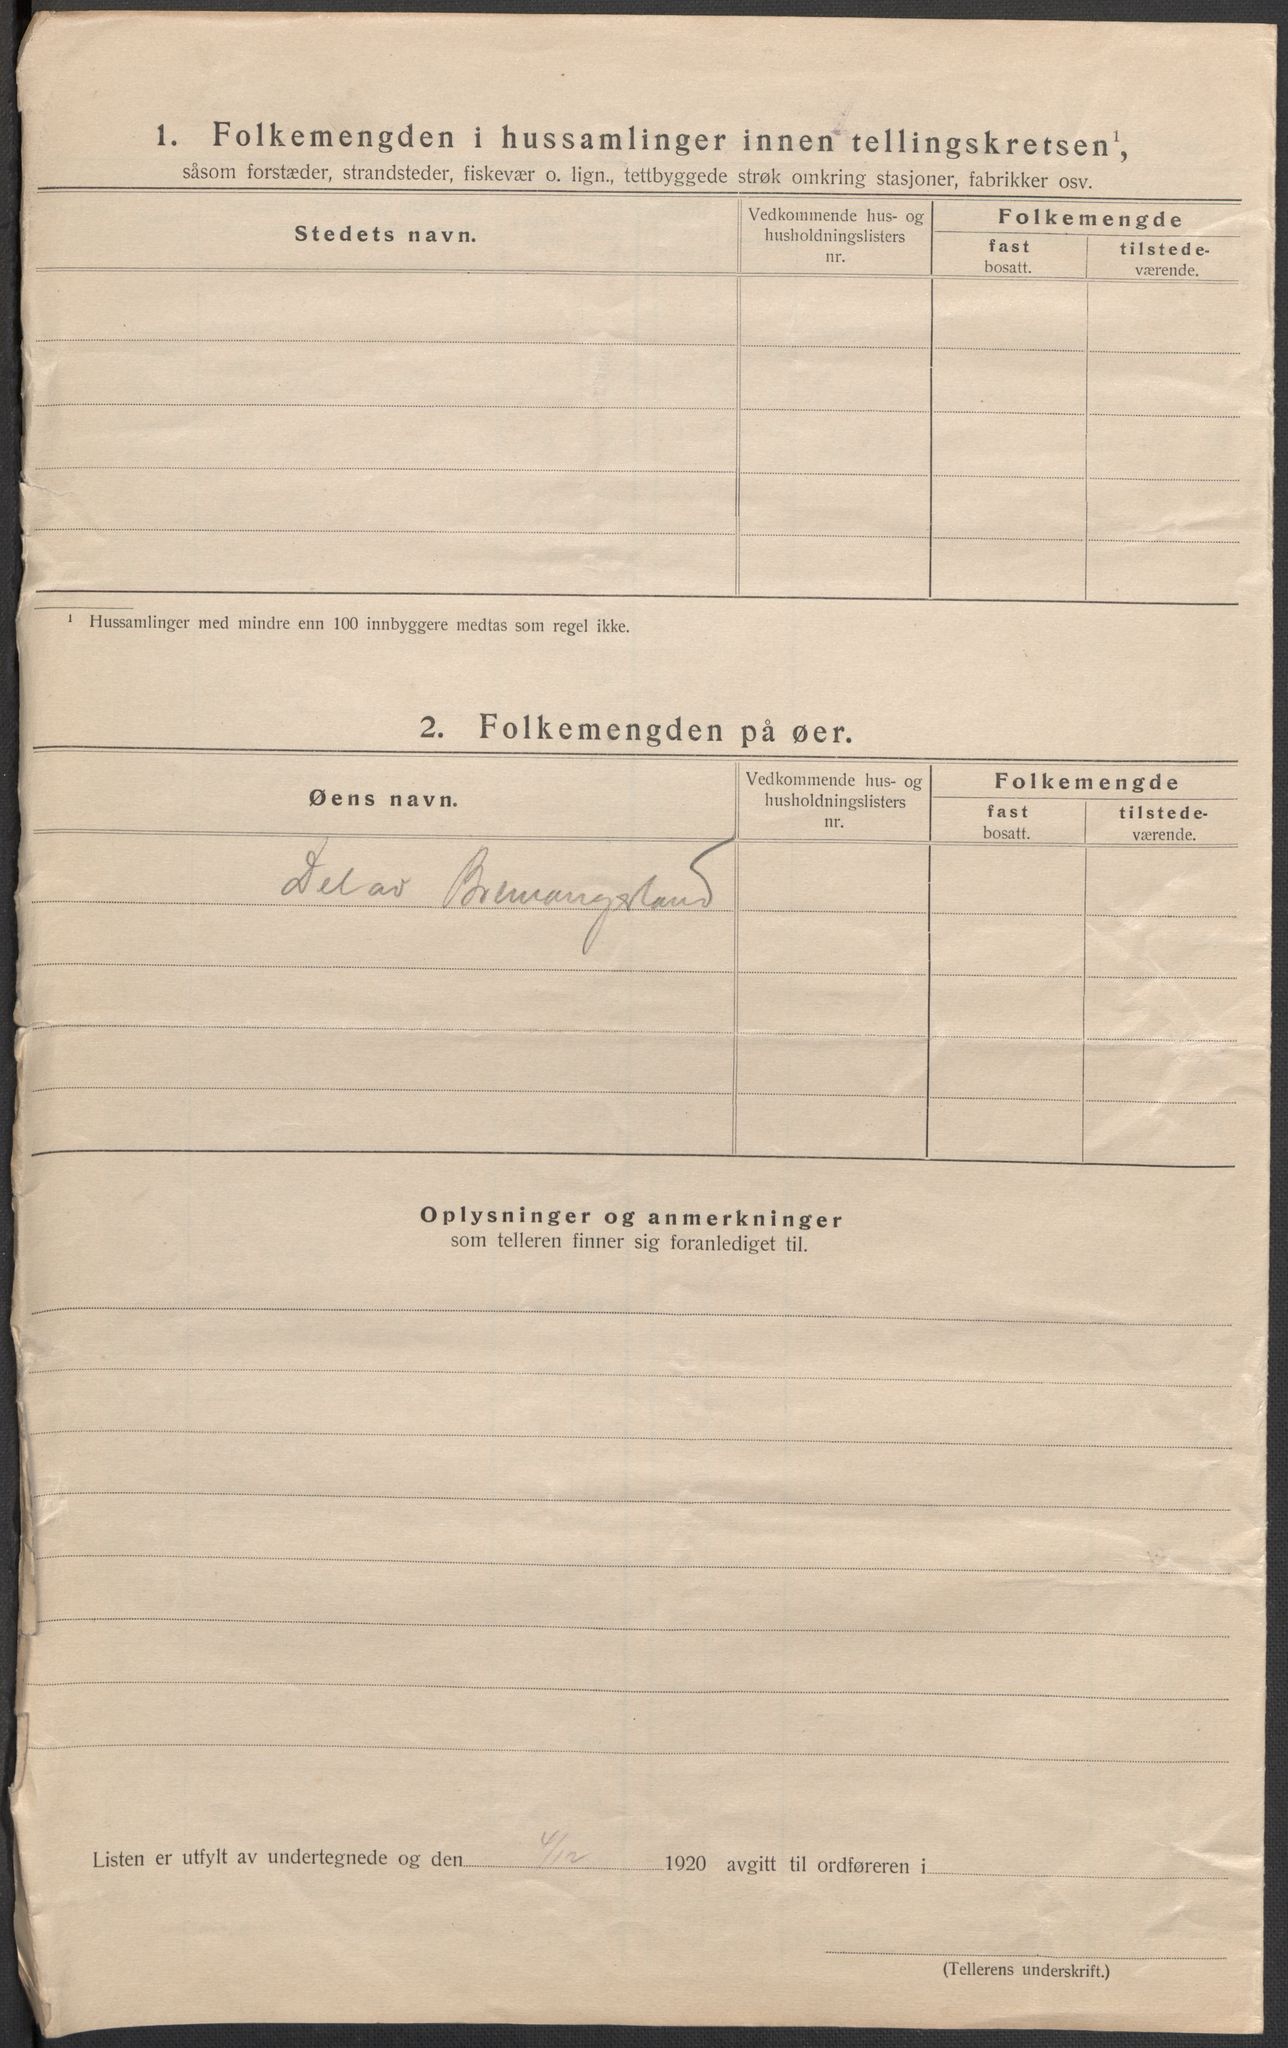 1. Folkemengden i hussamlinger innen tellingskretsen¹,
såsom forstæder, strandsteder, fiskevær o. lign., tettbyggede strøk omkring stasjoner, fabrikker osv.
Stedets navn.
Vedkommende hus- og
husholdningslisters
nr.
Folkemengde
fast
bosatt.
tilstede-
værende.
¹ Hussamlinger med mindre enn 100 innbyggere medtas som regel ikke.
2. Folkemengden på øer.
Øens navn.
Vedkommende hus- og
husholdningslisters
nr.
Folkemengde
fast
bosatt.
tilstede-
værende.
Del av Bremangerland
Oplysninger og anmerkninger
som telleren finner sig foranlediget til.
Listen er utfylt av undertegnede og den 4/12 1920 avgitt til ordføreren i
(Tellerens underskrift.)